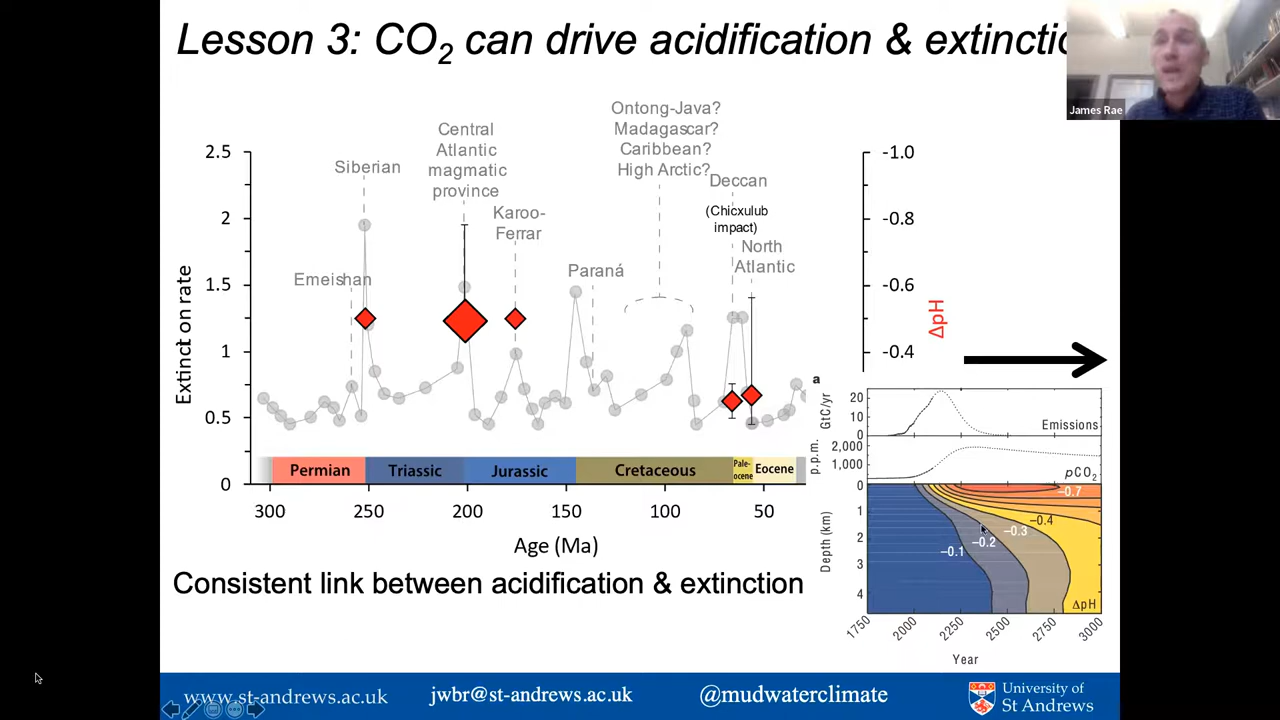 Lesson 3: CO2 can drive acidification & extinctio
James Rae
Ontong-Java?
Madagascar?
Caribbean?
High Arctic?
Central
Atlantic
magmatic
province
Siberian
Deccan
(Chicxulub
impact)
Karoo-
Ferrar
North
Atlantic
Paraná
Emeishan
2.5
2
1.5
1
0.5
0
Extinction rate
-1.0
-0.8
-0.6
-0.4
ΔpH
Permian
Triassic
Jurassic
Cretaceous
Pale-
ocene
Eocene
300 250 200 150 100 50
Age (Ma)
Consistent link between acidification & extinction
a
GtC/yr
20
10
0
Emissions
p.p.m.
2,000
1,000
pCO2
Depth (km)
0
1
2
3
4
–0.7
–0.4
–0.3
–0.2
–0.1
ΔpH
1750 2000 2250 2500 2750 3000
Year
www.st-andrews.ac.uk
jwbr@st-andrews.ac.uk
@mudwaterclimate
University of
St Andrews